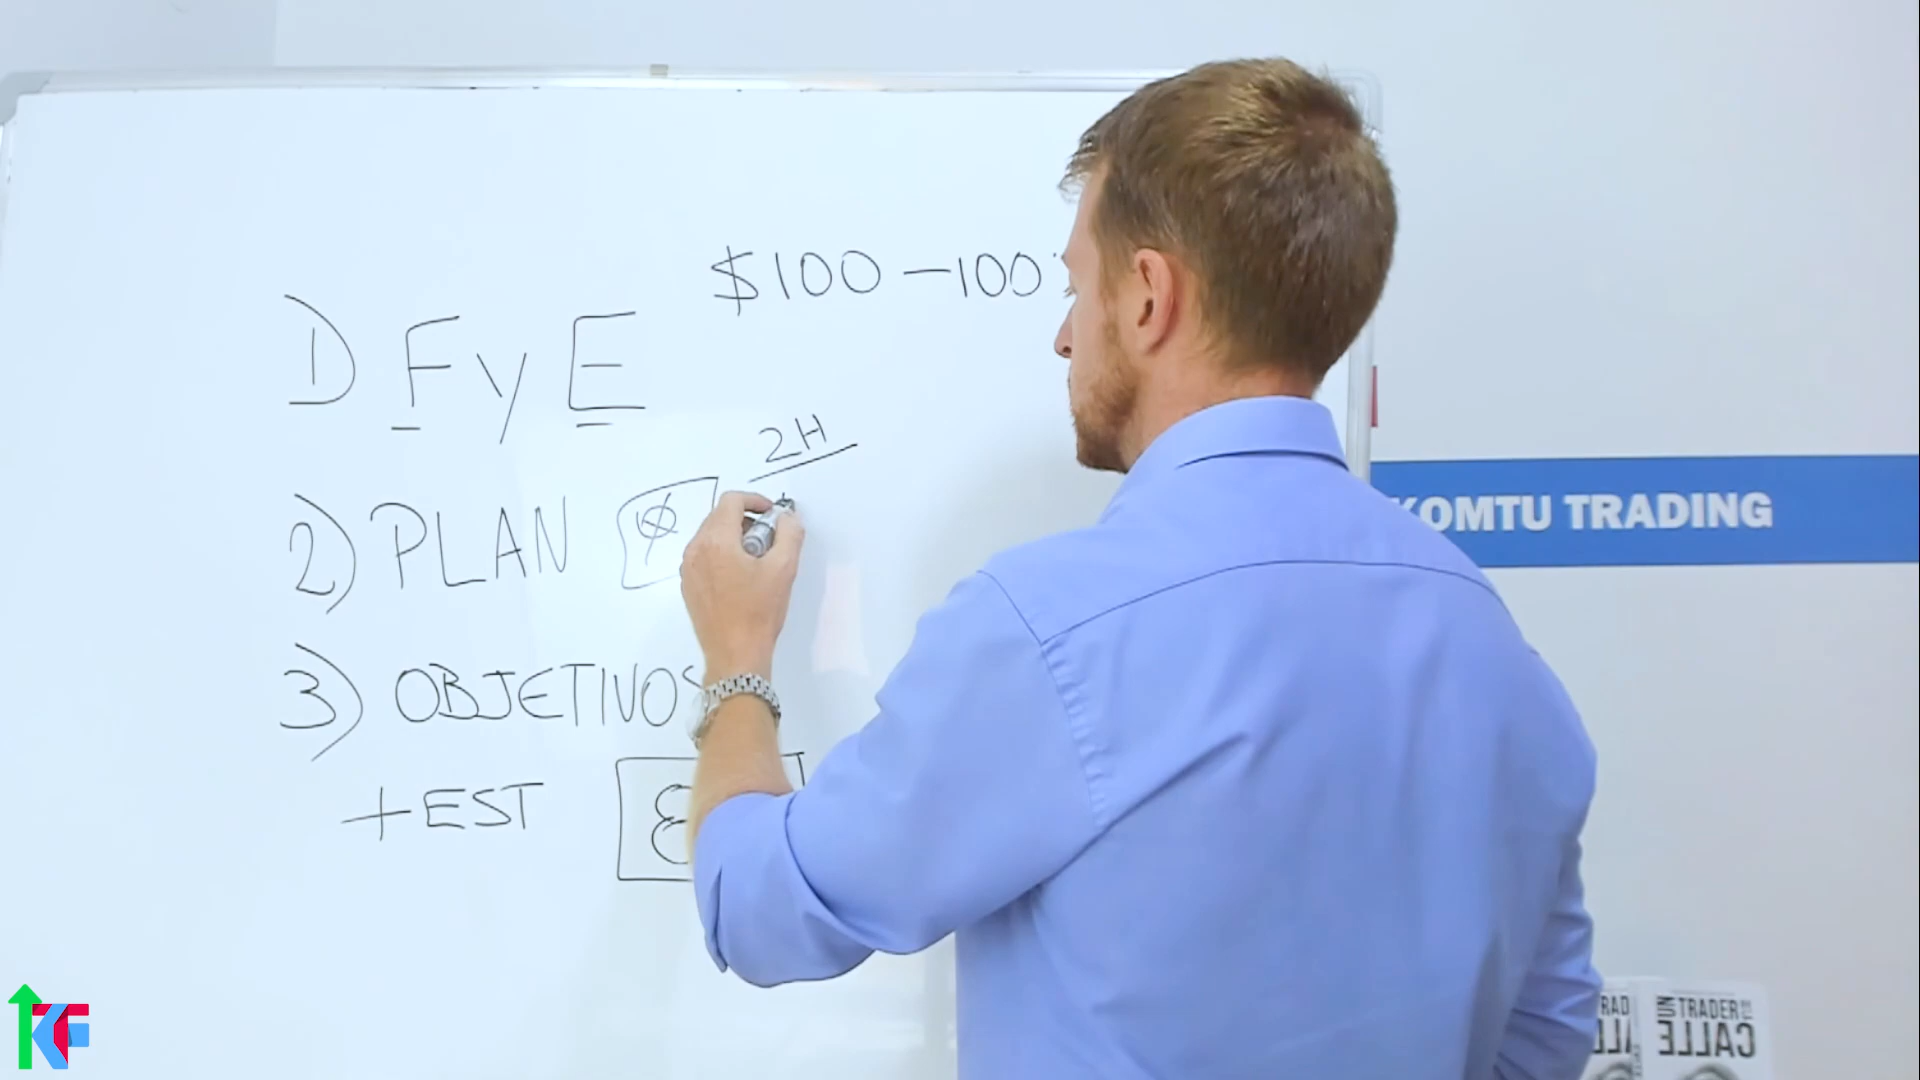 $100 – 100
1) F y E
2H
2) PLAN
3) OBJETIVOS
+ EST
KOMTU TRADING
TRADER
CALLE